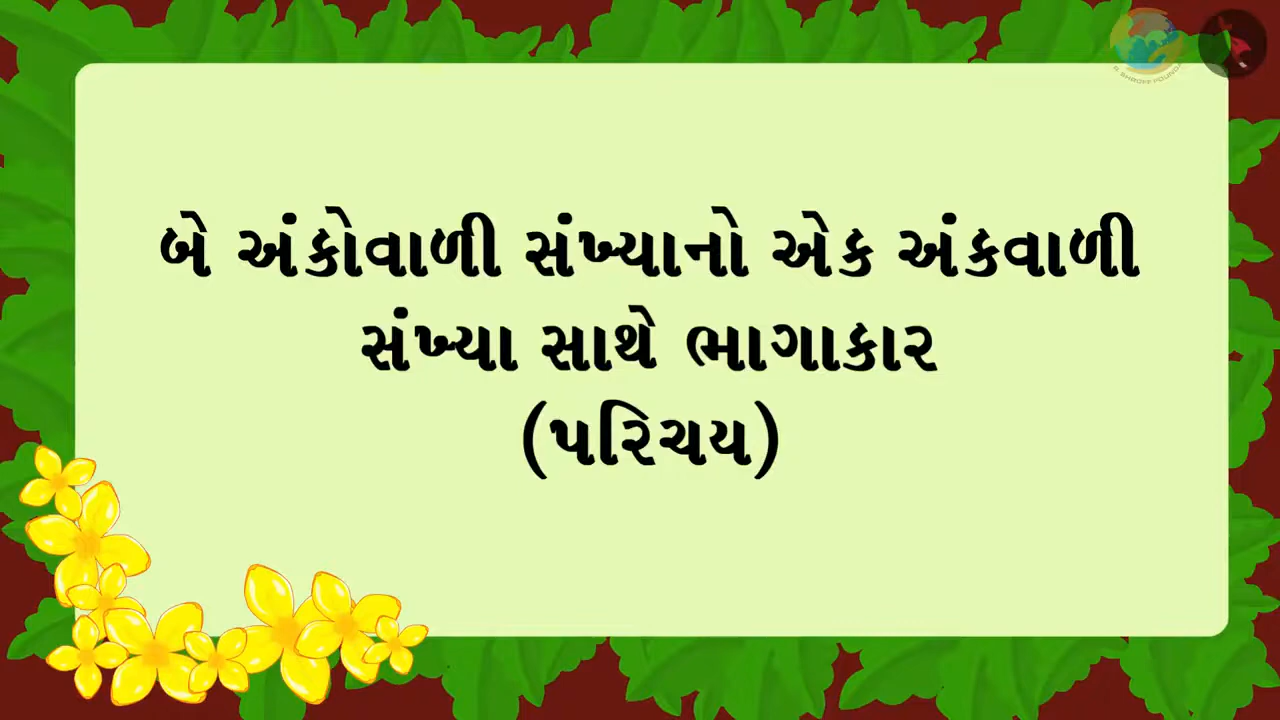 બે અંકોવાળી સંખ્યાનો એક અંકવાળી
સંખ્યા સાથે ભાગાકાર
(પરિચય)